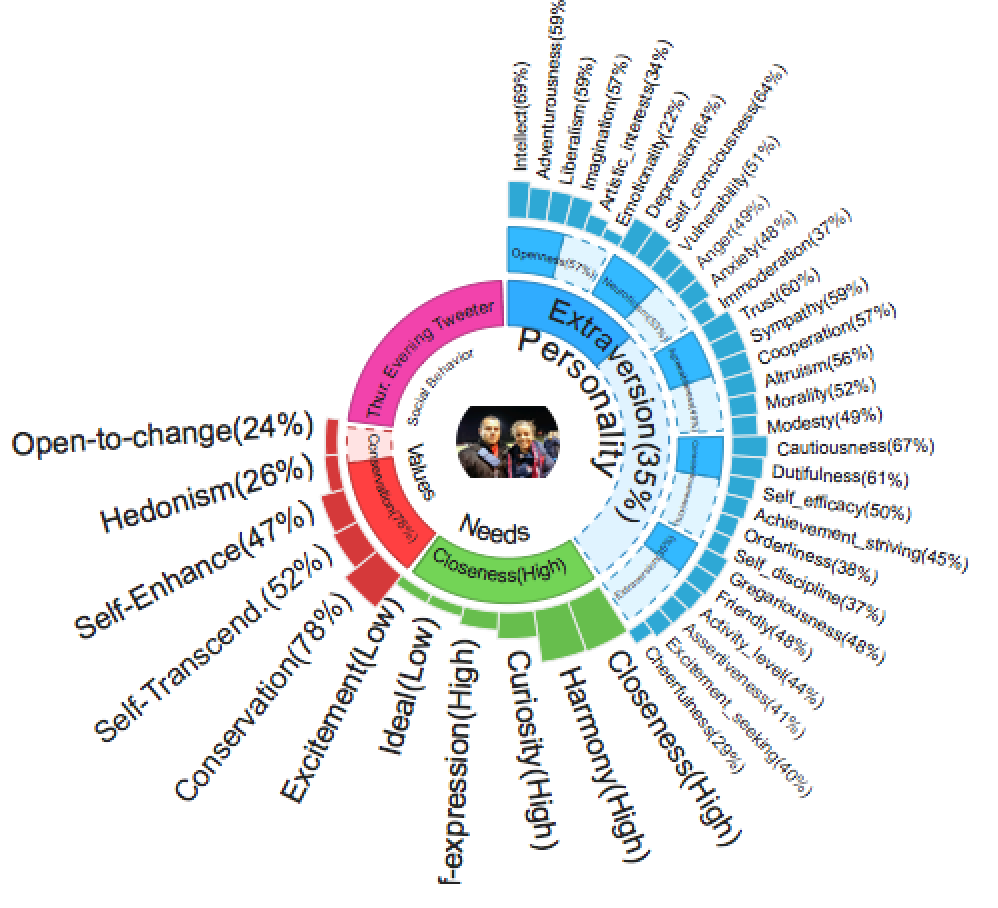 Intellect(69%)
Adventurousness(59%
Liberalism(59%)
Imagination(57%)
Artistic_interests(34%)
Emotionality(22%)
Depression(64%)
Self_conciousness(64%)
Vulnerability(51%)
Anger(49%)
Anxiety(48%)
Immoderation(37%)
Trust(60%)
Sympathy(59%)
Cooperation(57%)
Altruism(56%)
Morality(52%)
Modesty(49%)
Cautiousness(67%)
Dutifulness(61%)
Self_efficacy(50%)
Achievement_striving(45%)
Orderliness(38%)
Self_discipline(37%)
Gregariousness(48%)
Friendly(48%)
Activity_level(44%)
Assertiveness(41%)
Excitement_seeking(40%)
Cheerfulness(29%)
Openness(57%)
Extraversion(35%)
Personality
Closeness(High)
Harmony(High)
Curiosity(High)
f-expression(High)
Ideal(Low)
Excitement(Low)
Closeness(High)
Needs
Conservation(78%)
Self-Transcend.(52%)
Self-Enhance(47%)
Hedonism(26%)
Open-to-change(24%)
Conservation(78%)
Values
Thur. Evening Tweeter
Social Behavior